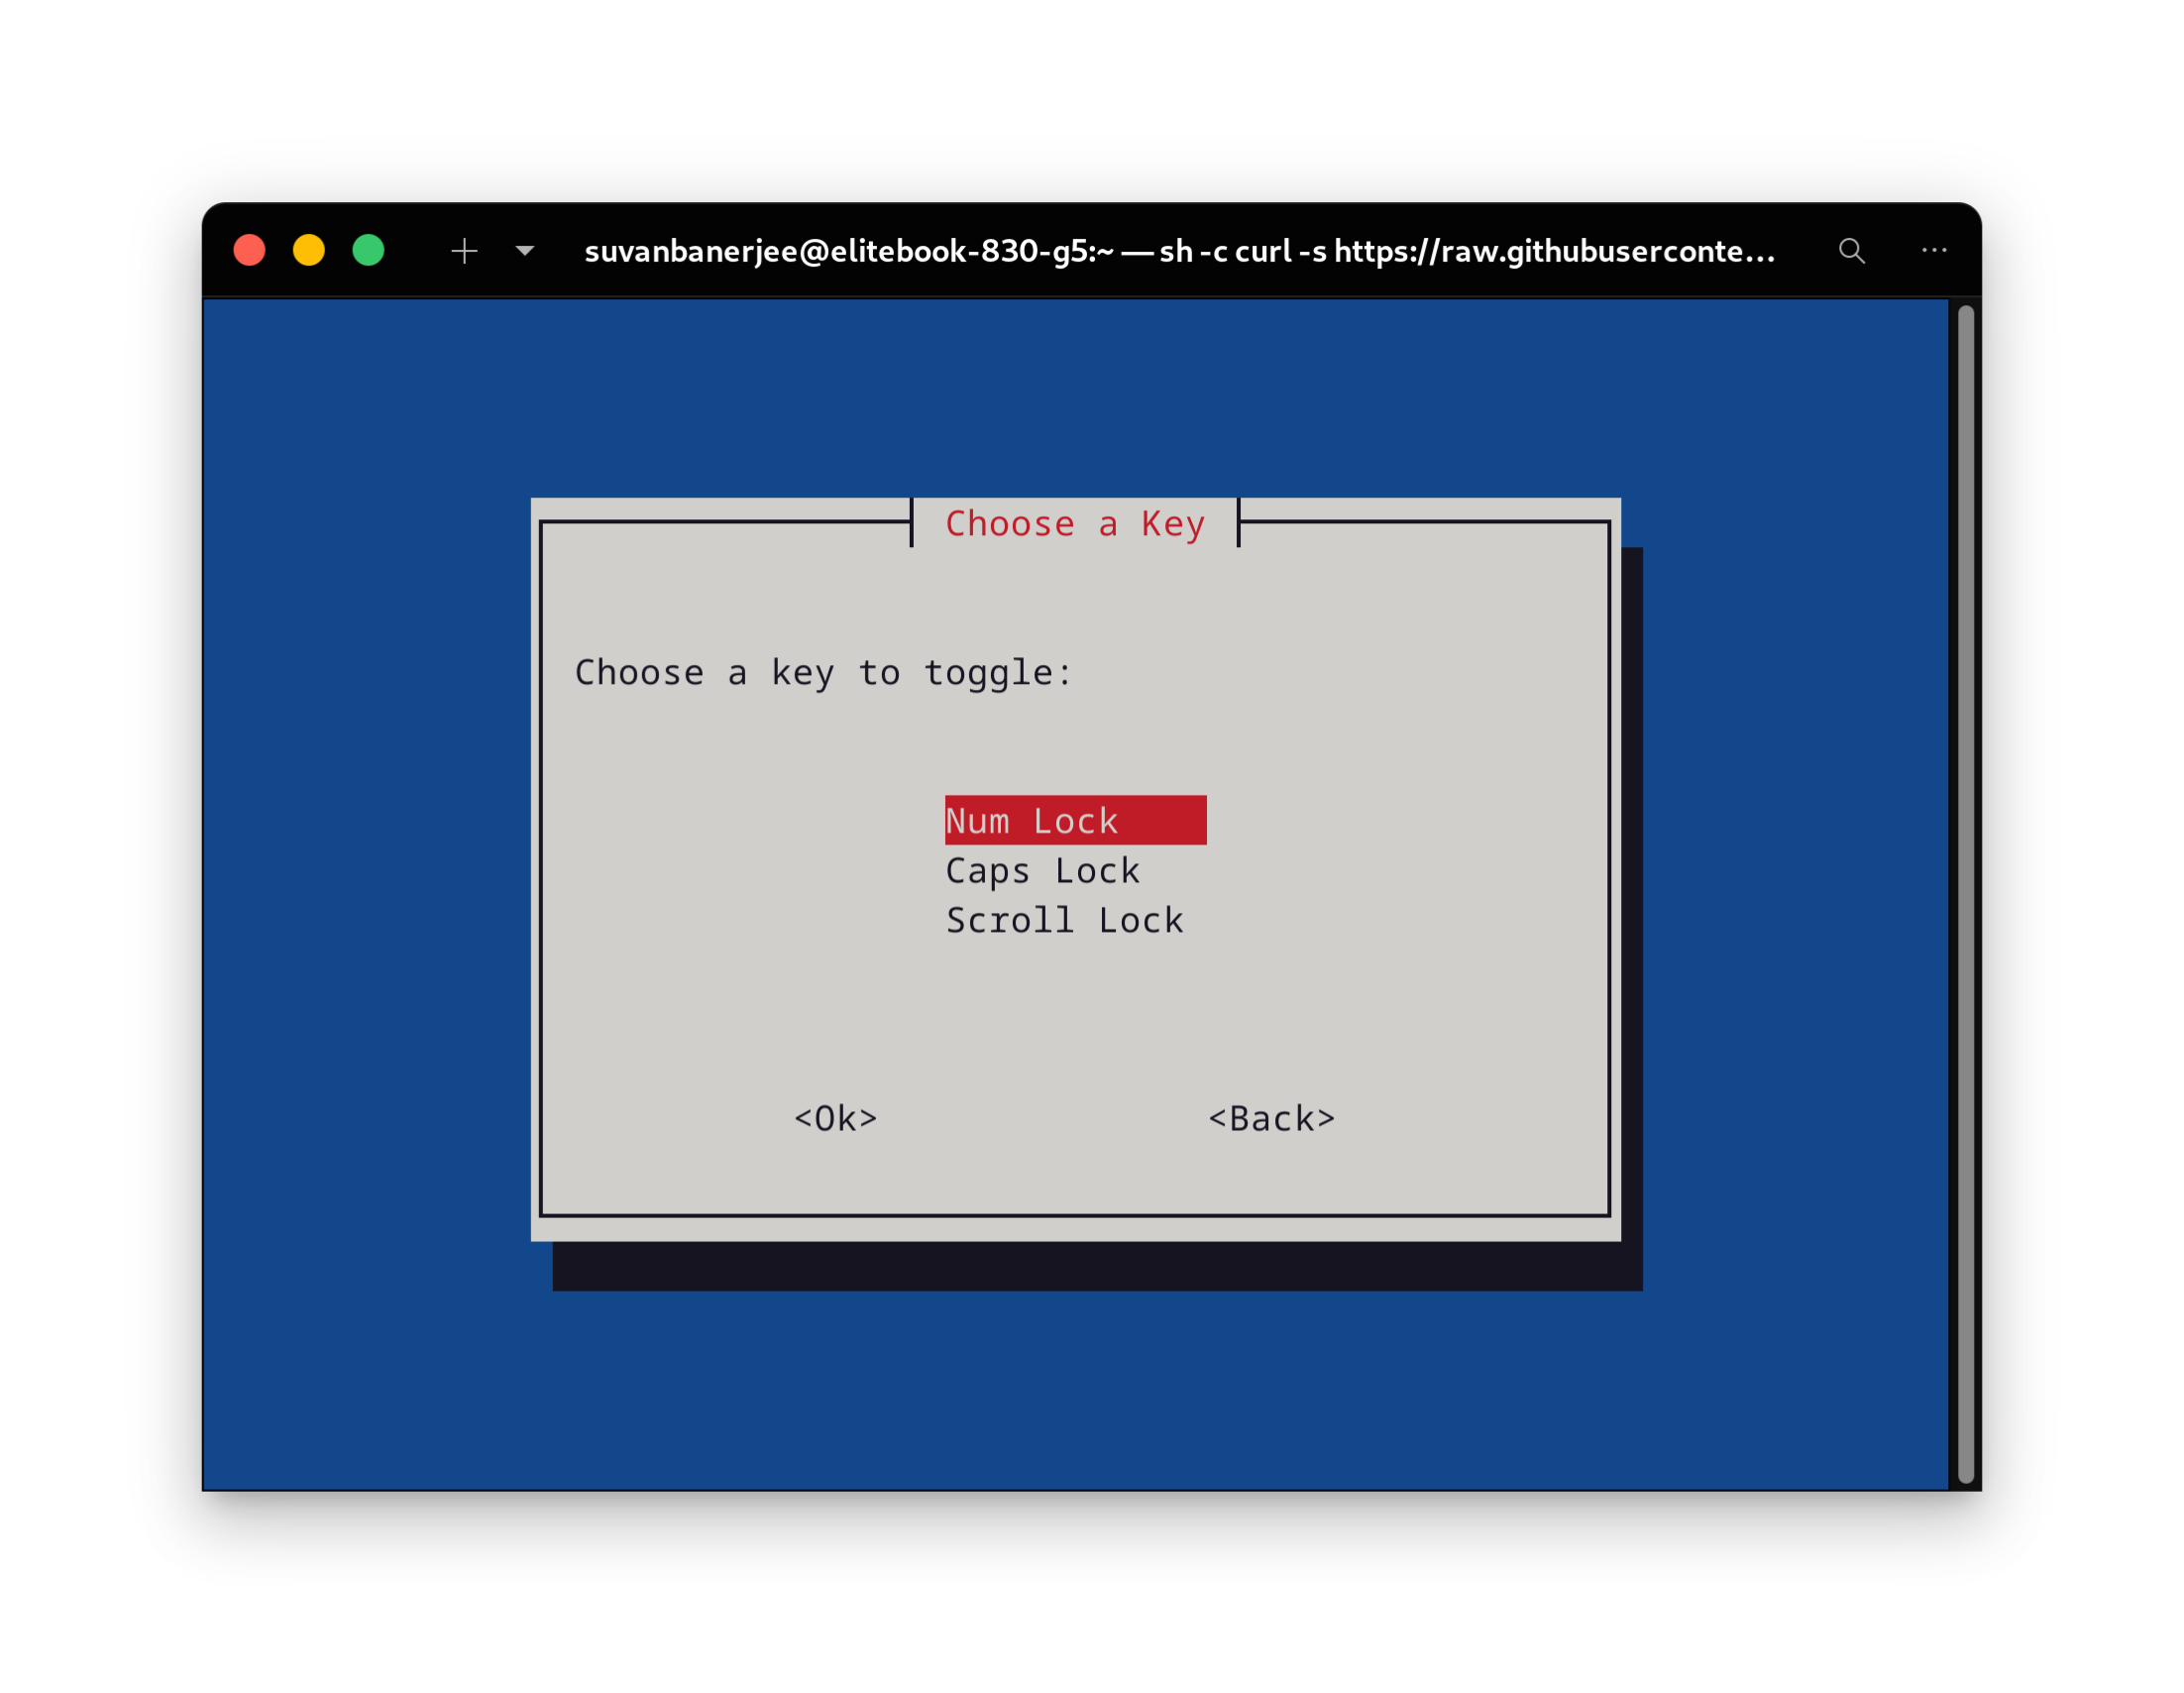 suvanbanerjee@elitebook-830-g5:~ — sh -c curl -s https://raw.githubuserconte...
Choose a Key
Choose a key to toggle:
Num Lock
Caps Lock
Scroll Lock
<Ok> <Back>